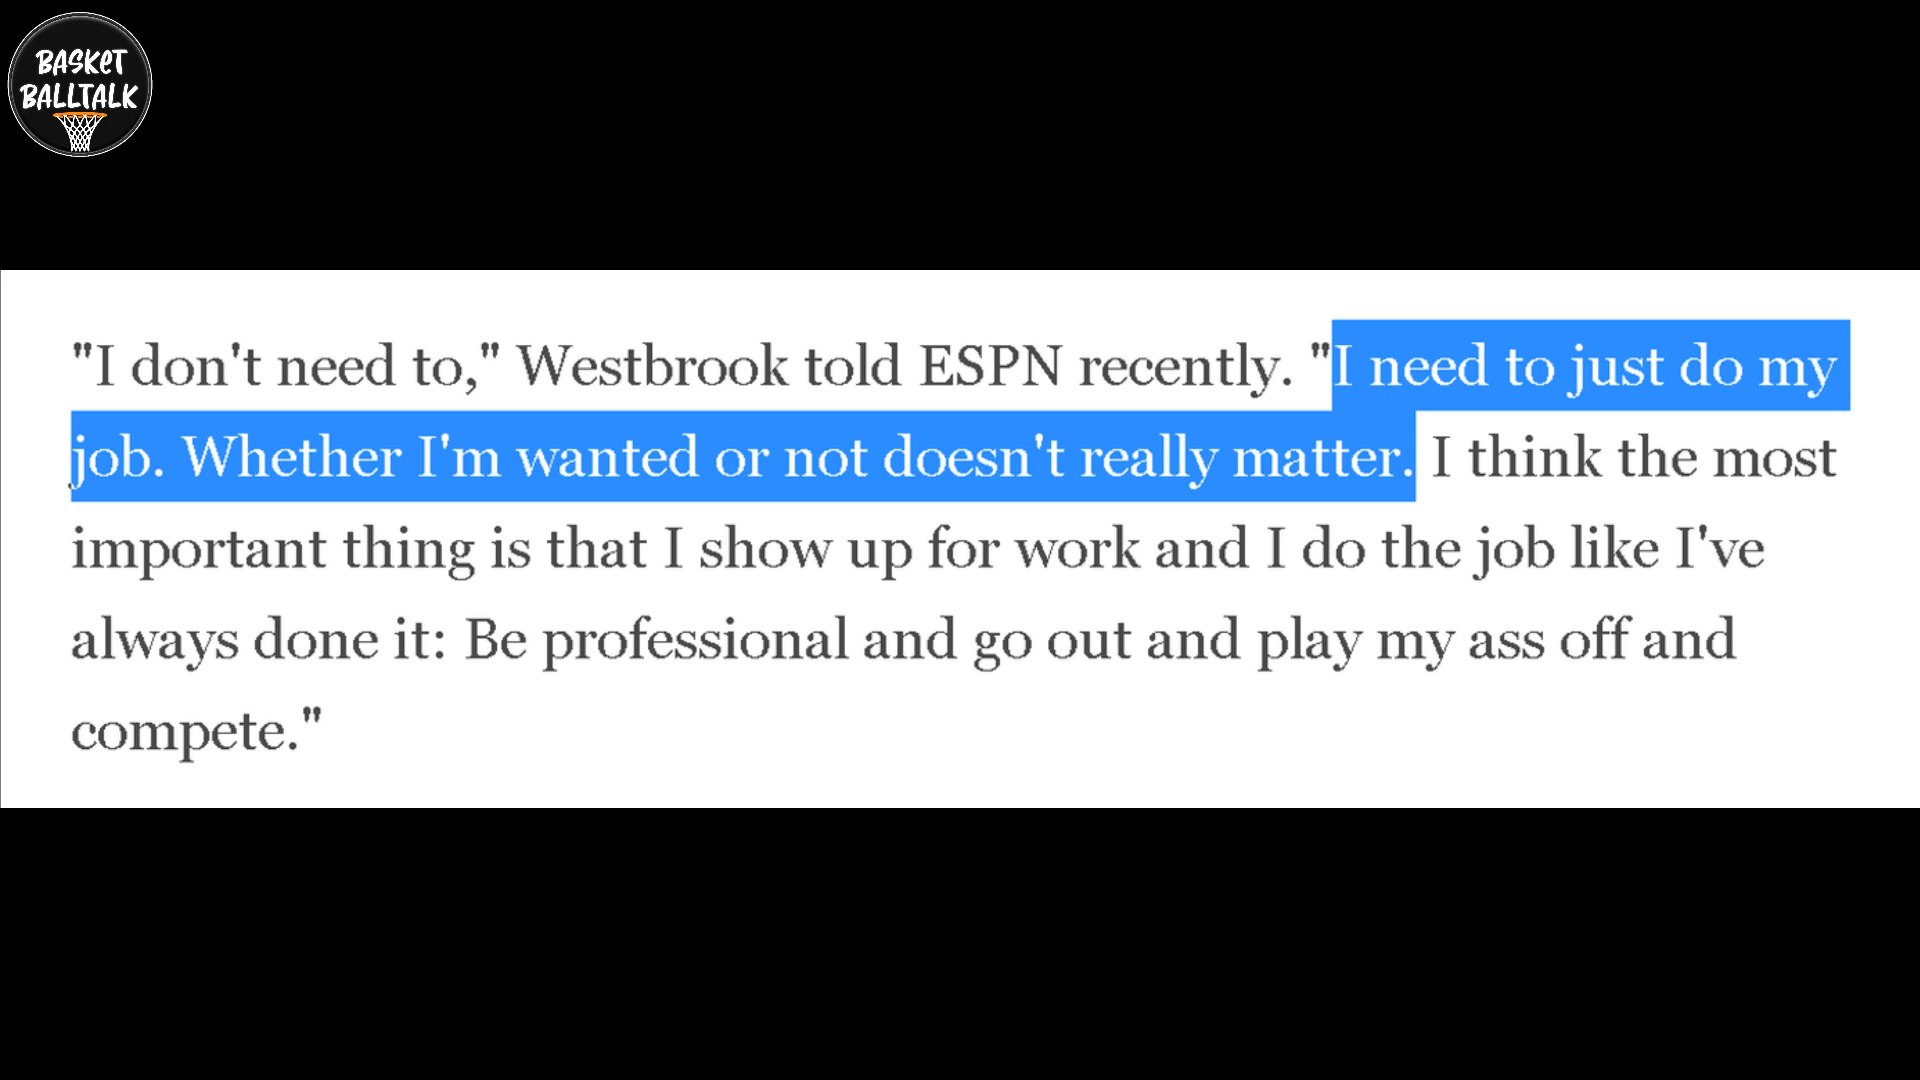 BASKET
BALLTALK
"I don't need to," Westbrook told ESPN recently. "I need to just do my
job. Whether I'm wanted or not doesn't really matter. I think the most
important thing is that I show up for work and I do the job like I've
always done it: Be professional and go out and play my ass off and
compete."